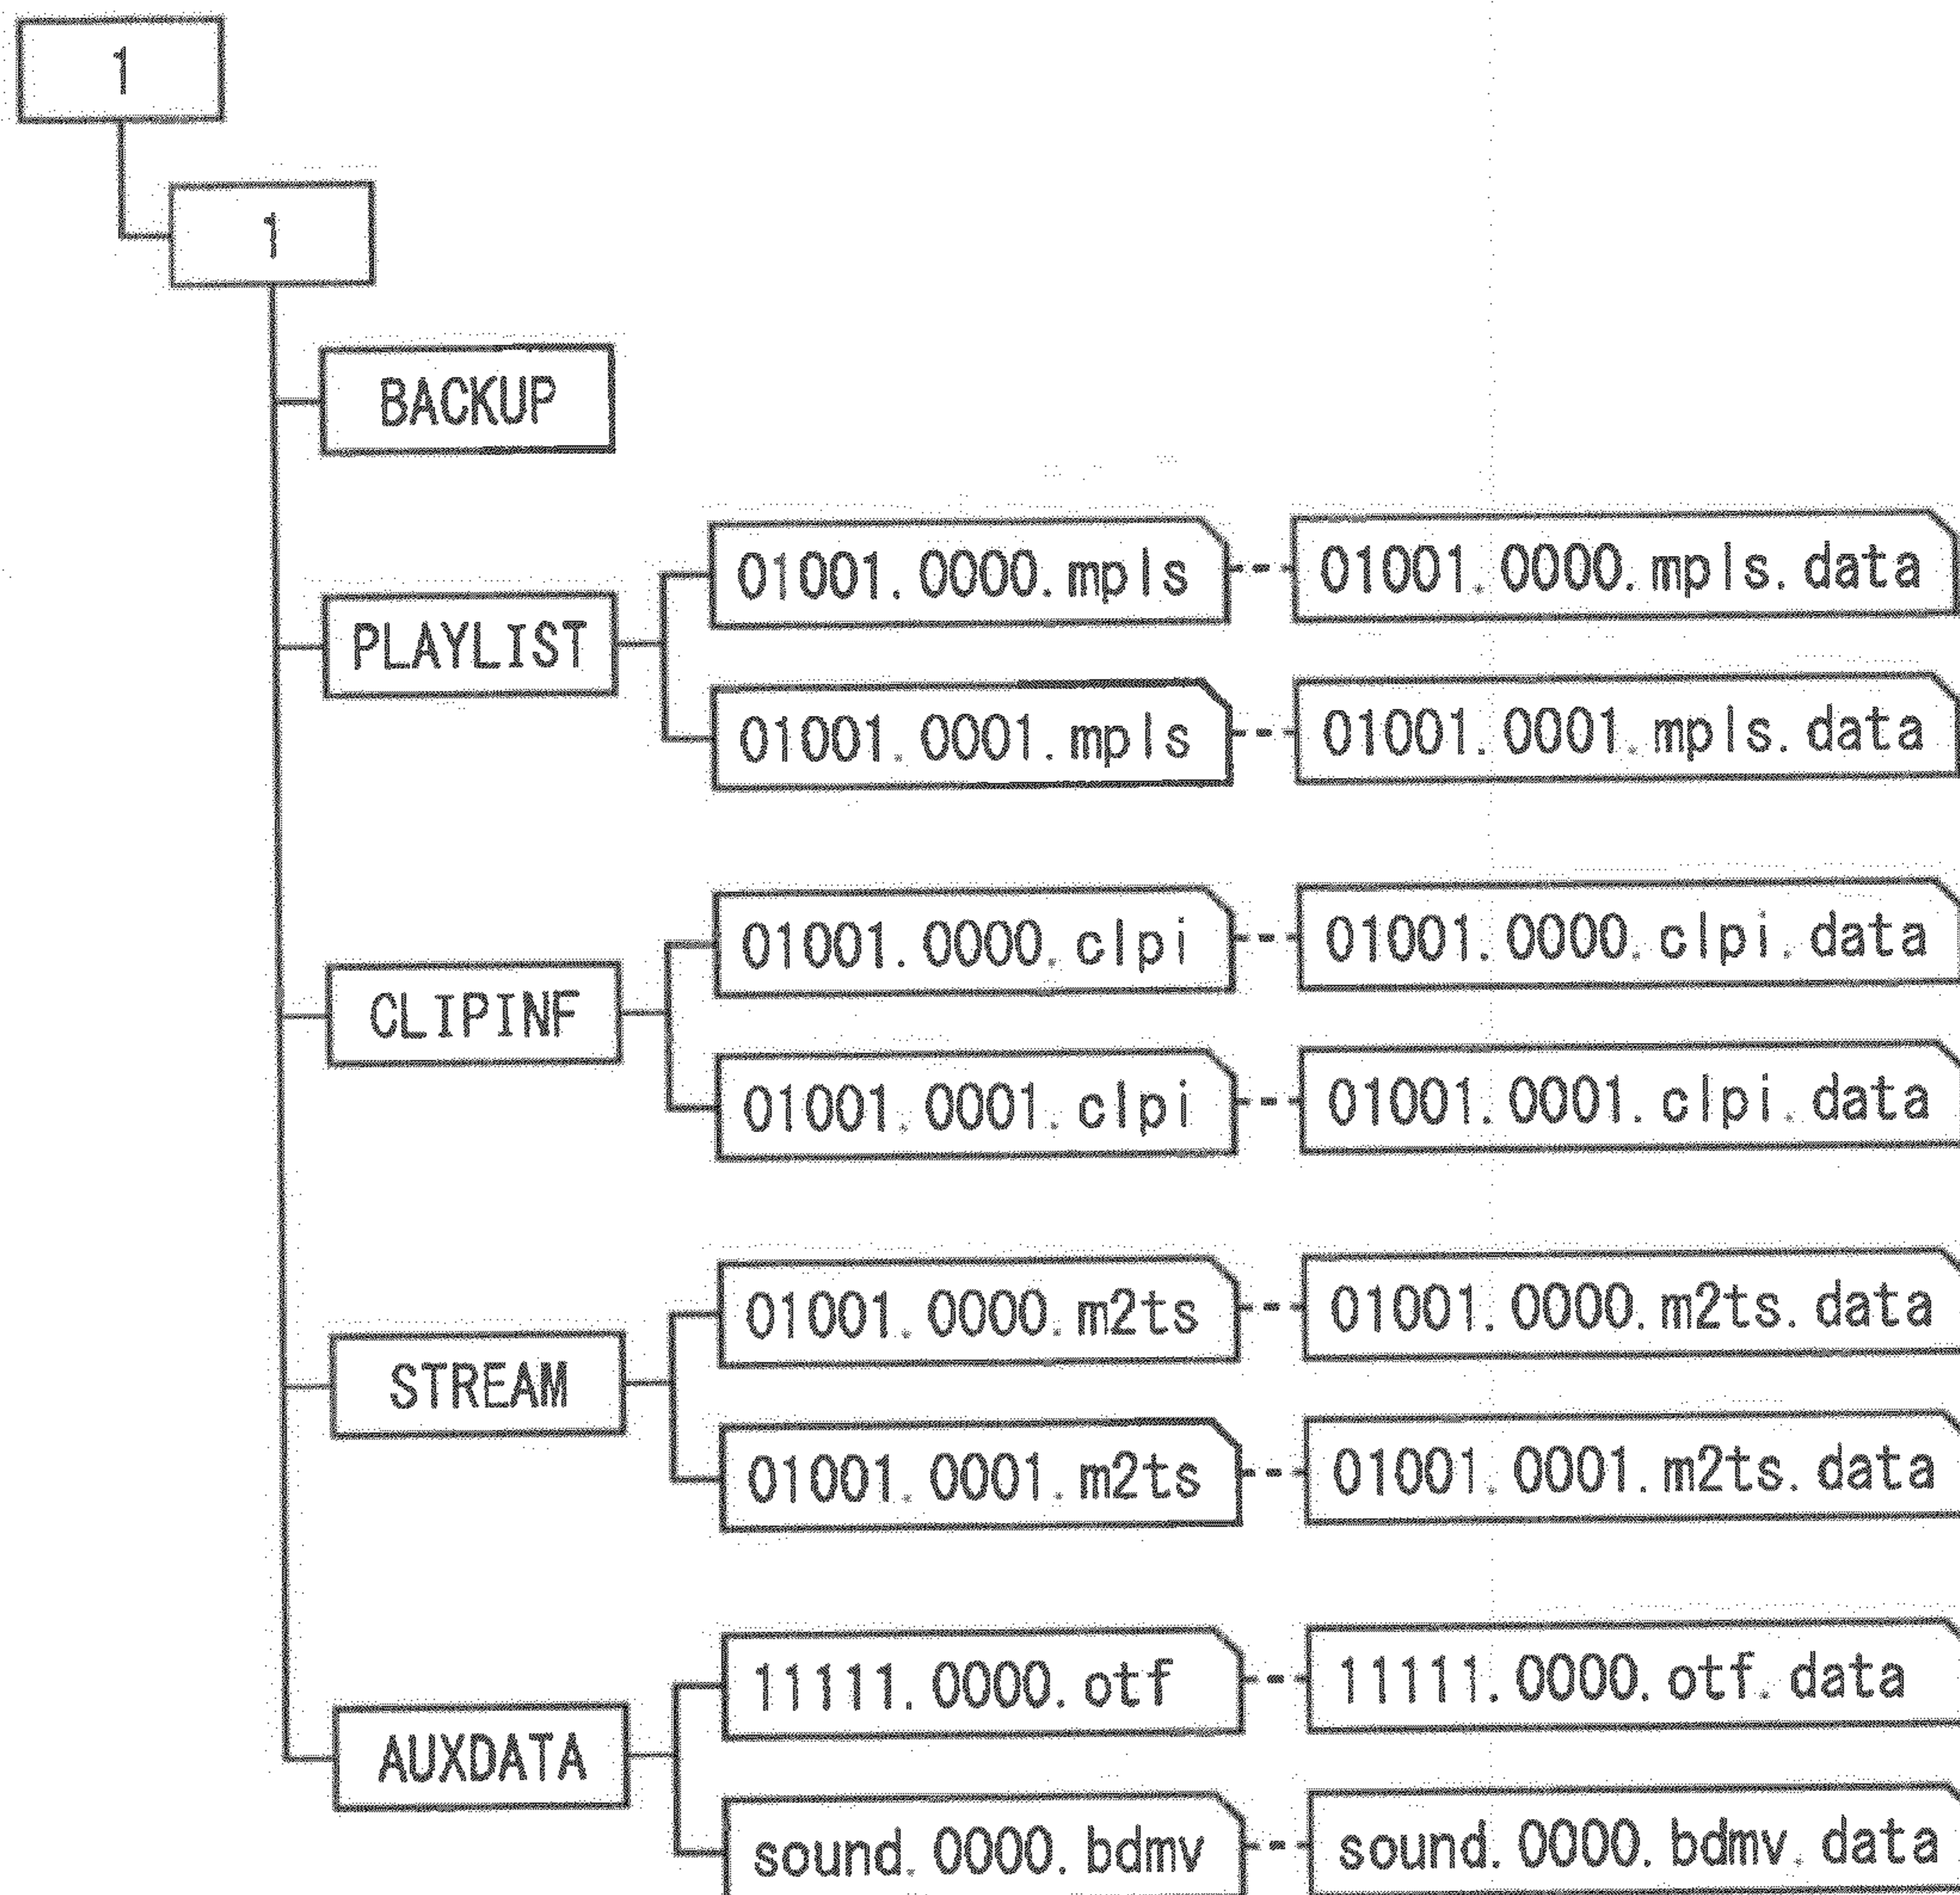 1
1
BACKUP
01001.0000.mpls
01001.0000.mpls.data
PLAYLIST
01001.0001.mpls
01001.0001.mpls.data
01001.0000.clpi
01001.0000.clpi.data
CLIPINF
01001.0001.clpi
01001.0001.clpi.data
01001.0000.m2ts
01001.0000.m2ts.data
STREAM
01001.0001.m2ts
01001.0001.m2ts.data
11111.0000.otf
11111.0000.otf.data
AUXDATA
sound.0000.bdmv
sound.0000.bdmv.data